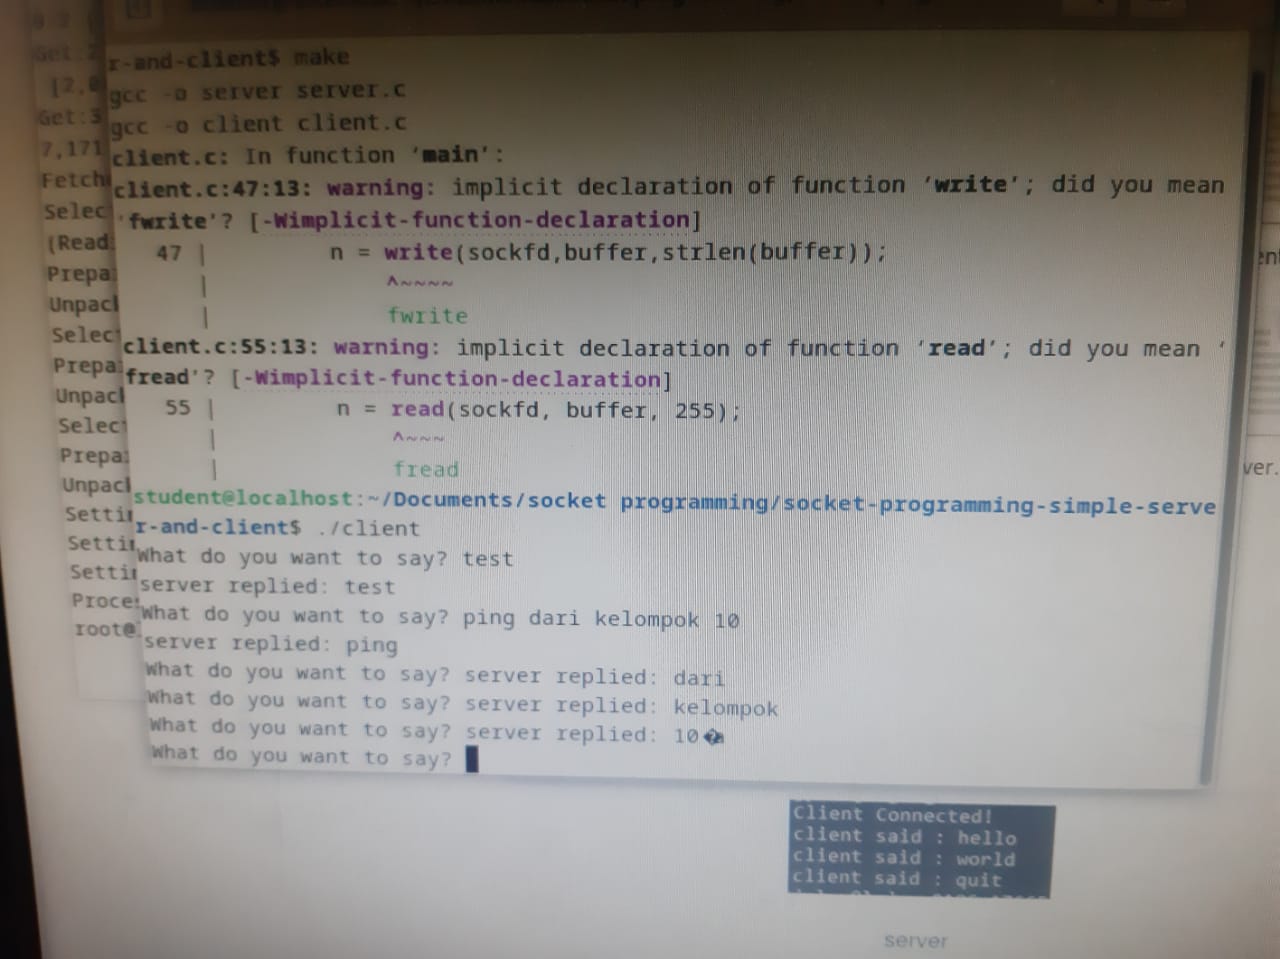 r-and-client$ make
gcc -o server server.c
gcc -o client client.c
client.c: In function ‘main’:
client.c:47:13: warning: implicit declaration of function ‘write’; did you mean
‘fwrite’? [-Wimplicit-function-declaration]
47 | n = write(sockfd,buffer,strlen(buffer));
| ^~~~~
| fwrite
client.c:55:13: warning: implicit declaration of function ‘read’; did you mean ‘
fread’? [-Wimplicit-function-declaration]
55 | n = read(sockfd, buffer, 255);
| ^~~~
| fread
student@localhost:~/Documents/socket programming/socket-programming-simple-serve
r-and-client$ ./client
What do you want to say? test
server replied: test
What do you want to say? ping dari kelompok 10
server replied: ping
What do you want to say? server replied: dari
What do you want to say? server replied: kelompok
What do you want to say? server replied: 10�
What do you want to say?
Get:
[2,
Get:3
7,171
Fetch
Selec
(Read
Prepa
Unpac
Selec
Prepa
Unpac
Selec
Prepa
Unpac
Setti
Setti
Setti
Proce
root@
ver.
Client Connected!
client said : hello
client said : world
client said : quit
server